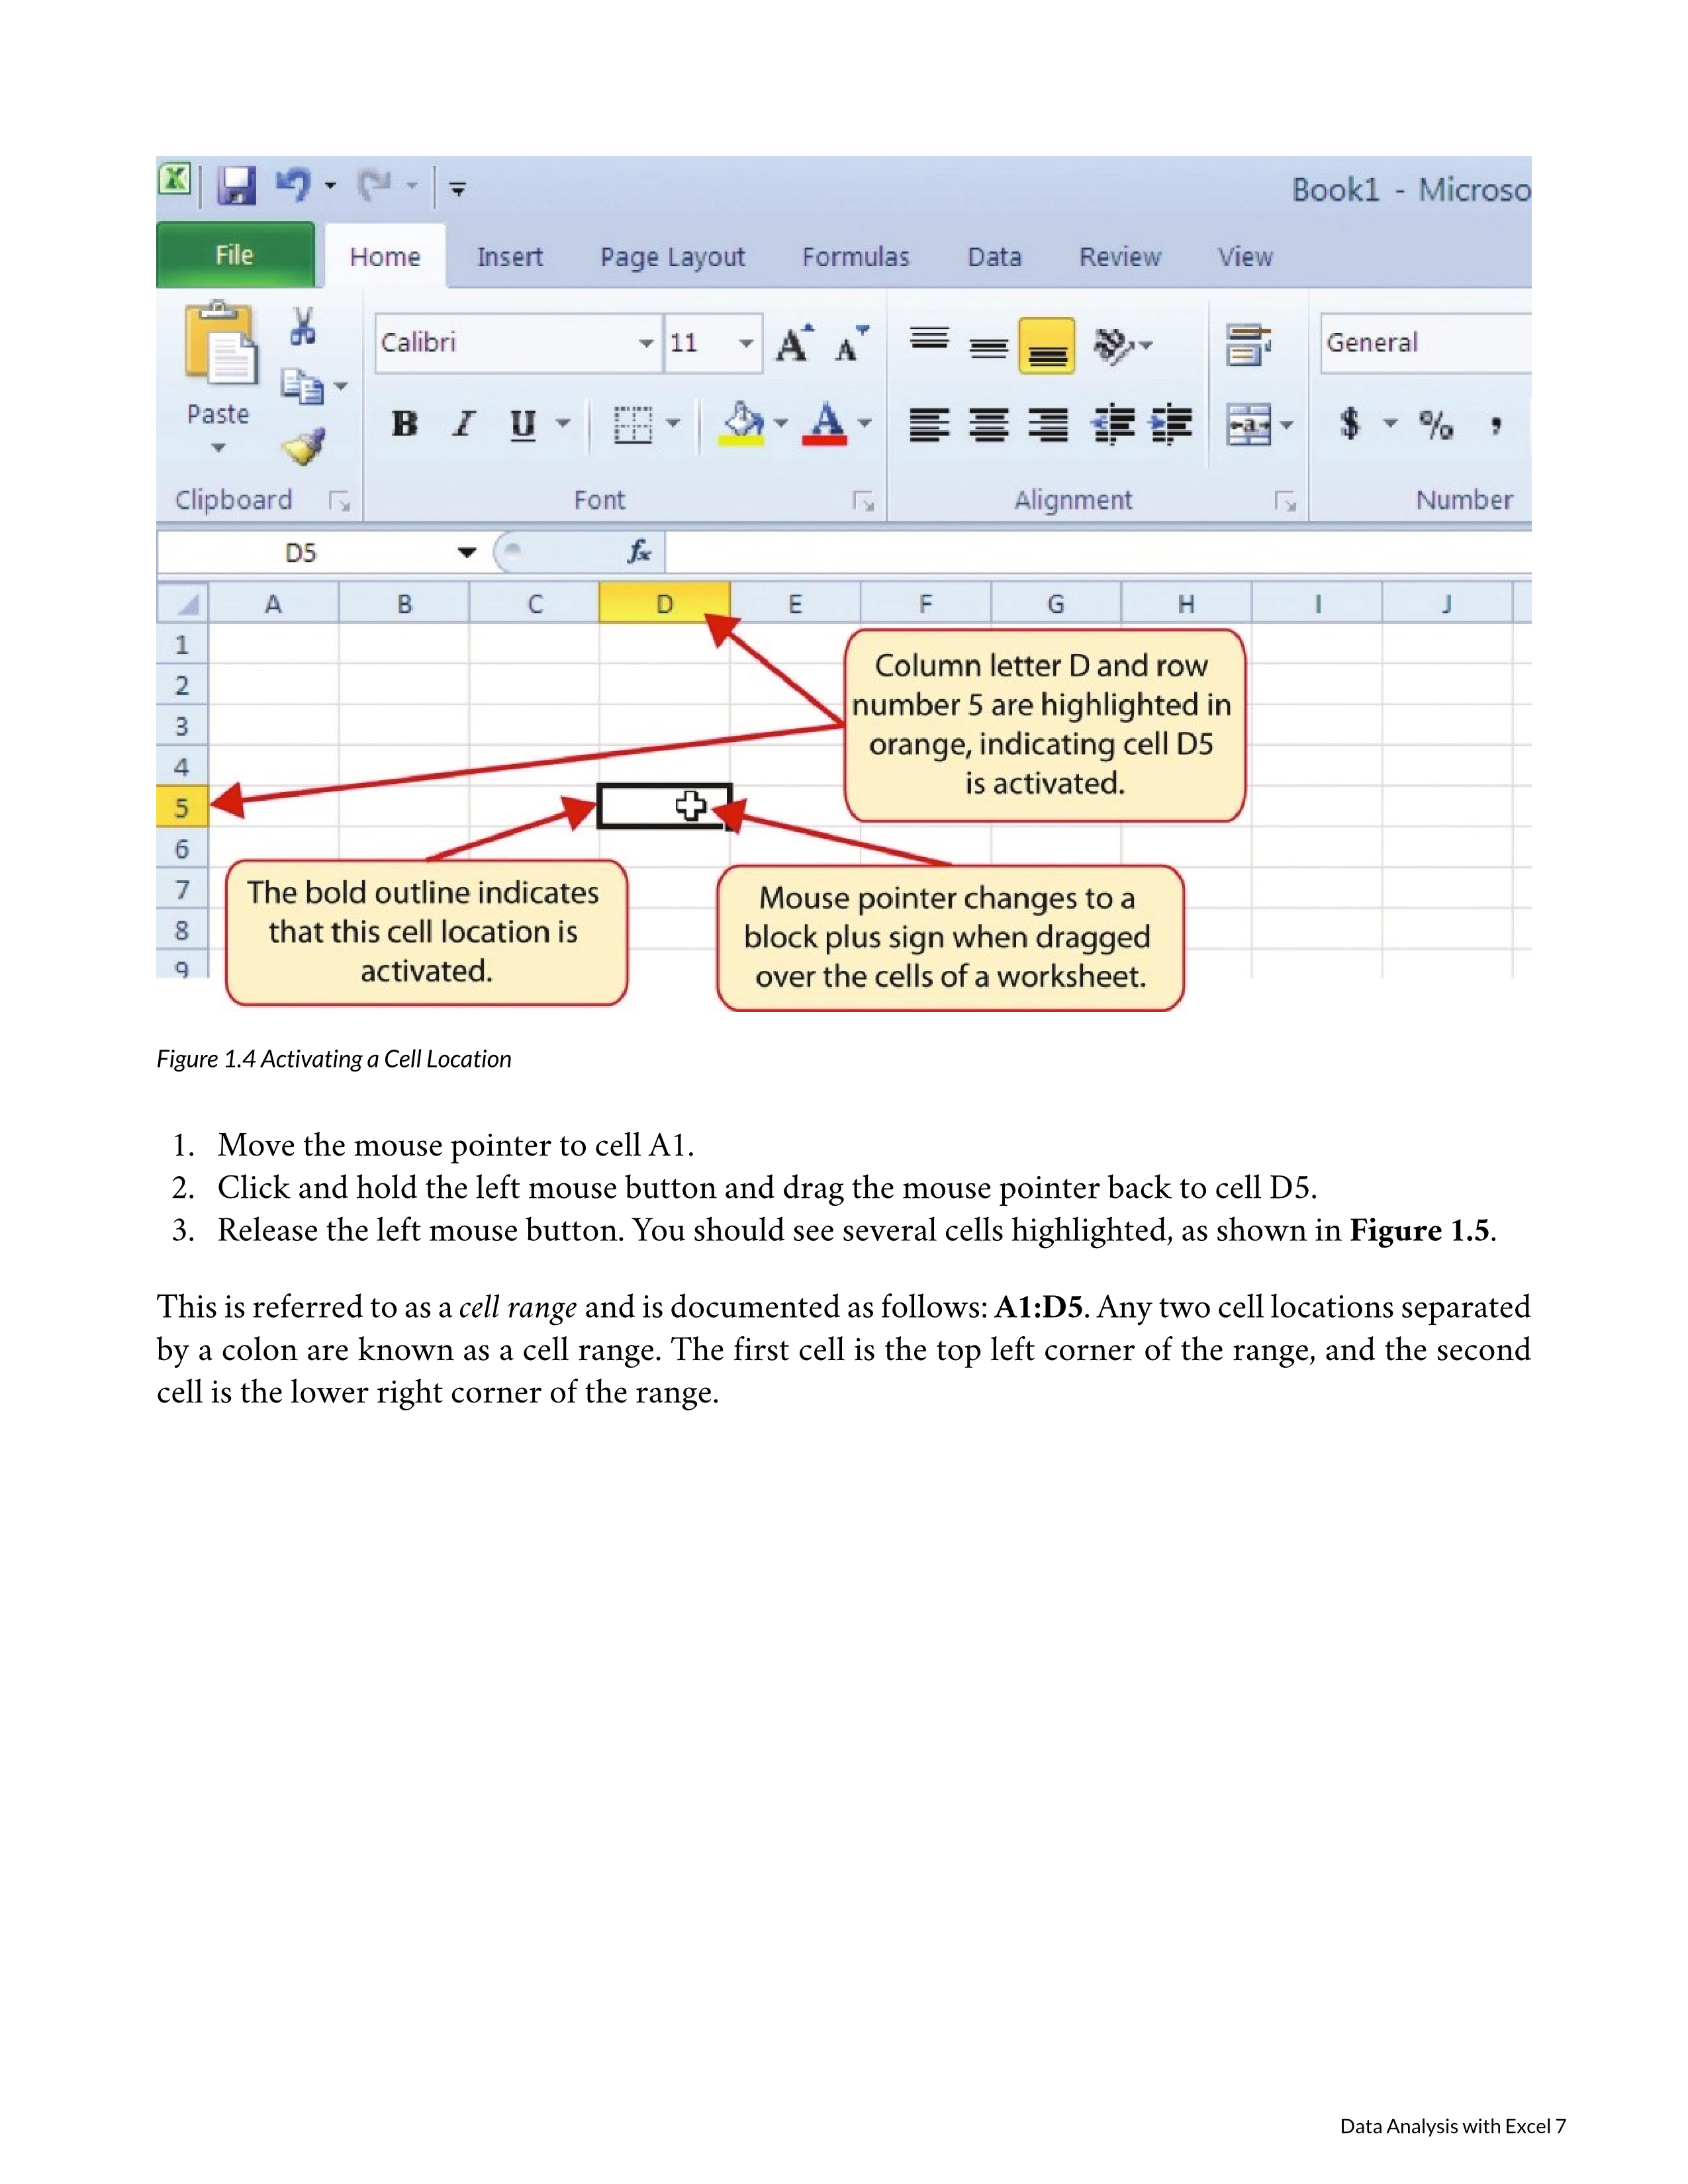 Book1 - Microso
File Home Insert Page Layout Formulas Data Review View
Calibri 11 A A General
Paste
B I U A a $ % ,
Clipboard Font Alignment Number
D5 fx
A B C D E F G H I J
1
2
3
4
5
6
7
8
9
Column letter D and row
number 5 are highlighted in
orange, indicating cell D5
is activated.
The bold outline indicates
that this cell location is
activated.
Mouse pointer changes to a
block plus sign when dragged
over the cells of a worksheet.
Figure 1.4 Activating a Cell Location
1. Move the mouse pointer to cell A1.
2. Click and hold the left mouse button and drag the mouse pointer back to cell D5.
3. Release the left mouse button. You should see several cells highlighted, as shown in Figure 1.5.
This is referred to as a cell range and is documented as follows: A1:D5. Any two cell locations separated
by a colon are known as a cell range. The first cell is the top left corner of the range, and the second
cell is the lower right corner of the range.
Data Analysis with Excel 7